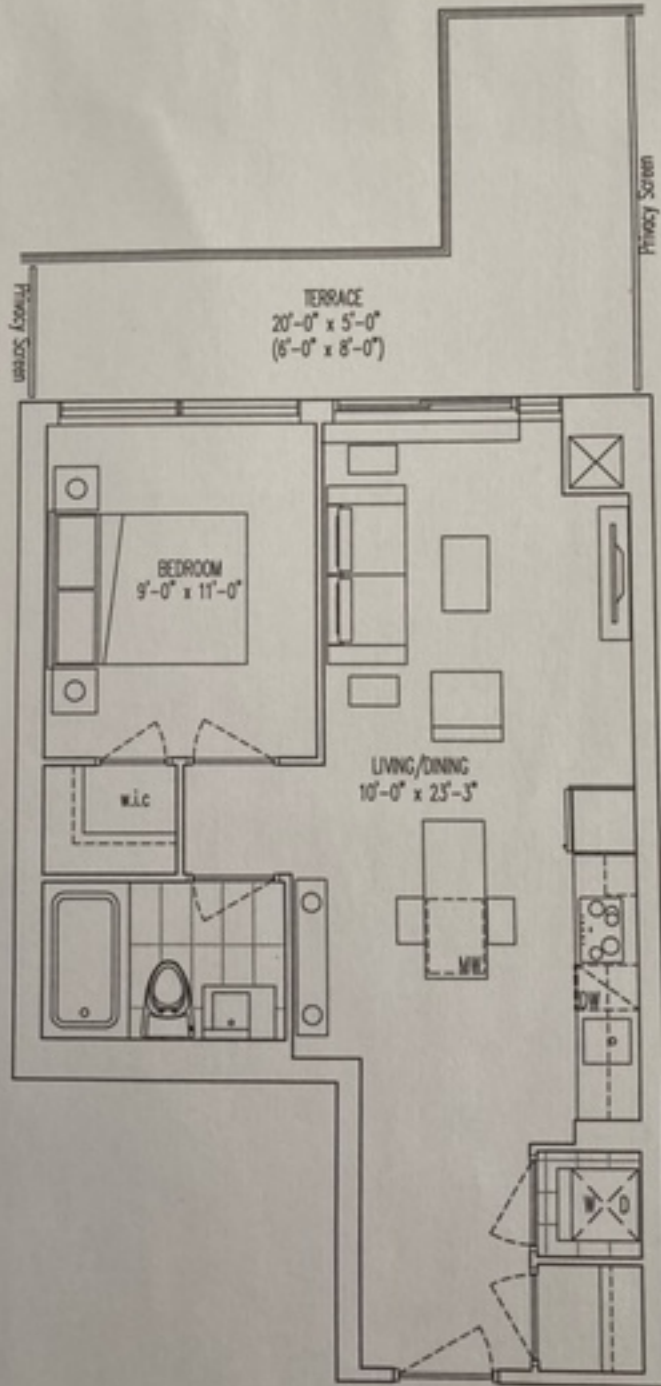 Privacy Screen
Privacy Screen
TERRACE
20'-0" x 5'-0"
(6'-0" x 8'-0")
BEDROOM
9'-0" x 11'-0"
LIVING/DINING
10'-0" x 23'-3"
w.i.c
MW
DW
W D